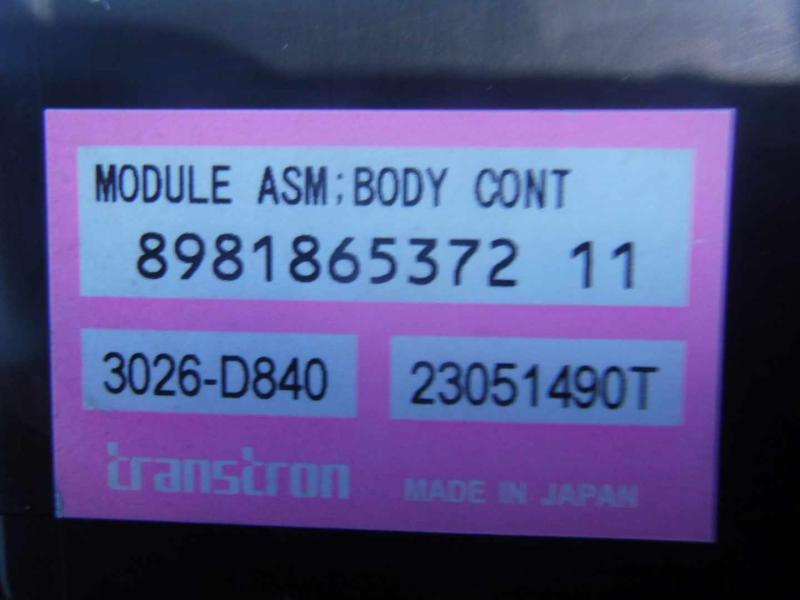 MODULE ASM;BODY CONT
8981865372 11
3026-D840 23051490T
transtron MADE IN JAPAN